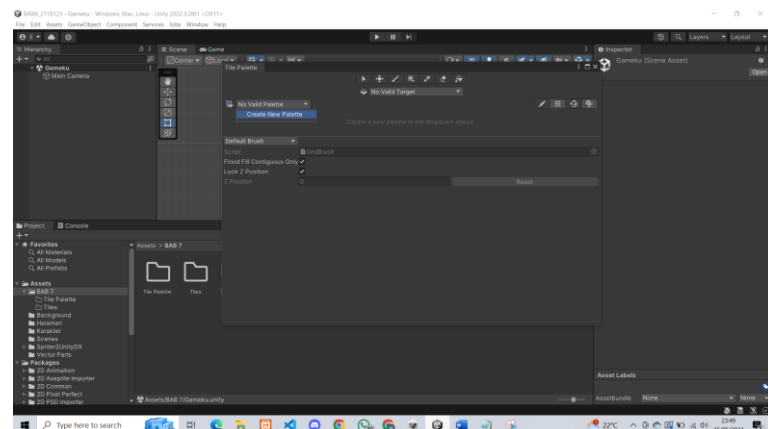 BAB6_2118123 - Gameku - Windows, Mac, Linux - Unity 2022.3.28f1 <DX11>
File Edit Assets GameObject Component Services Jobs Window Help
Layers Layout
Hierarchy
Scene Game
Inspector
All
Center
Gameku
Main Camera
Gameku (Scene Asset)
Open
Tile Palette
No Valid Target
No Valid Palette
Create New Palette
Create a new palette in the dropdown above.
Default Brush
Script GridBrush
Flood Fill Contiguous Only
Lock Z Position
Z Position 0 Reset
Project Console
Favorites
All Materials
All Models
All Prefabs
Assets > BAB 7
Tile Palette Tiles
Assets
BAB 7
Tile Palette
Tiles
Background
Halaman
Karakter
Scenes
Spriter2UnityDX
Vector Parts
Packages
2D Animation
2D Aseprite Importer
2D Common
2D Pixel Perfect
2D PSD Importer
Assets/BAB 7/Gameku.unity
Asset Labels
AssetBundle None None
Type here to search
22°C
23:49